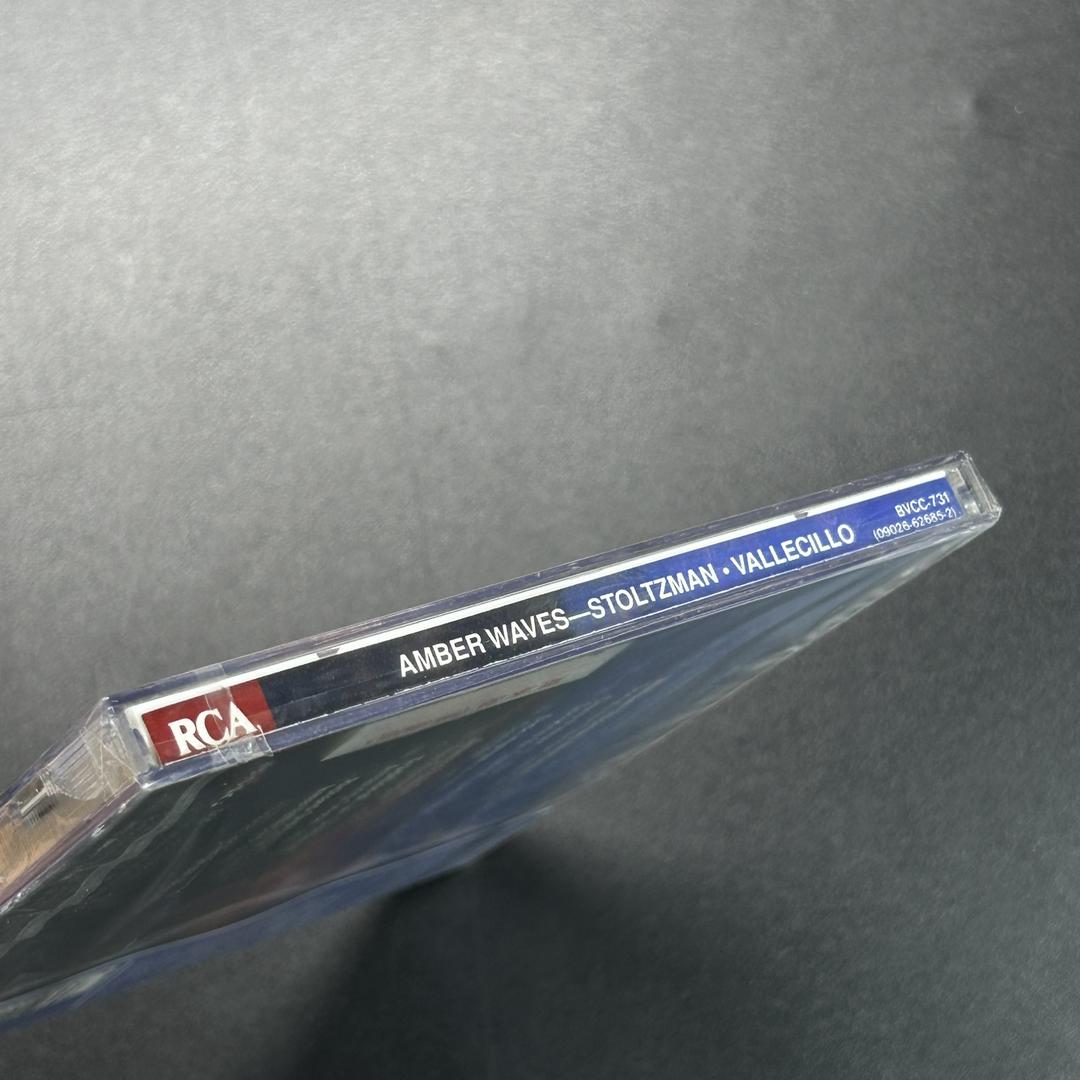 RCA
AMBER WAVES—STOLTZMAN • VALLECILLO
BVCC-731
(09026-62685-2)